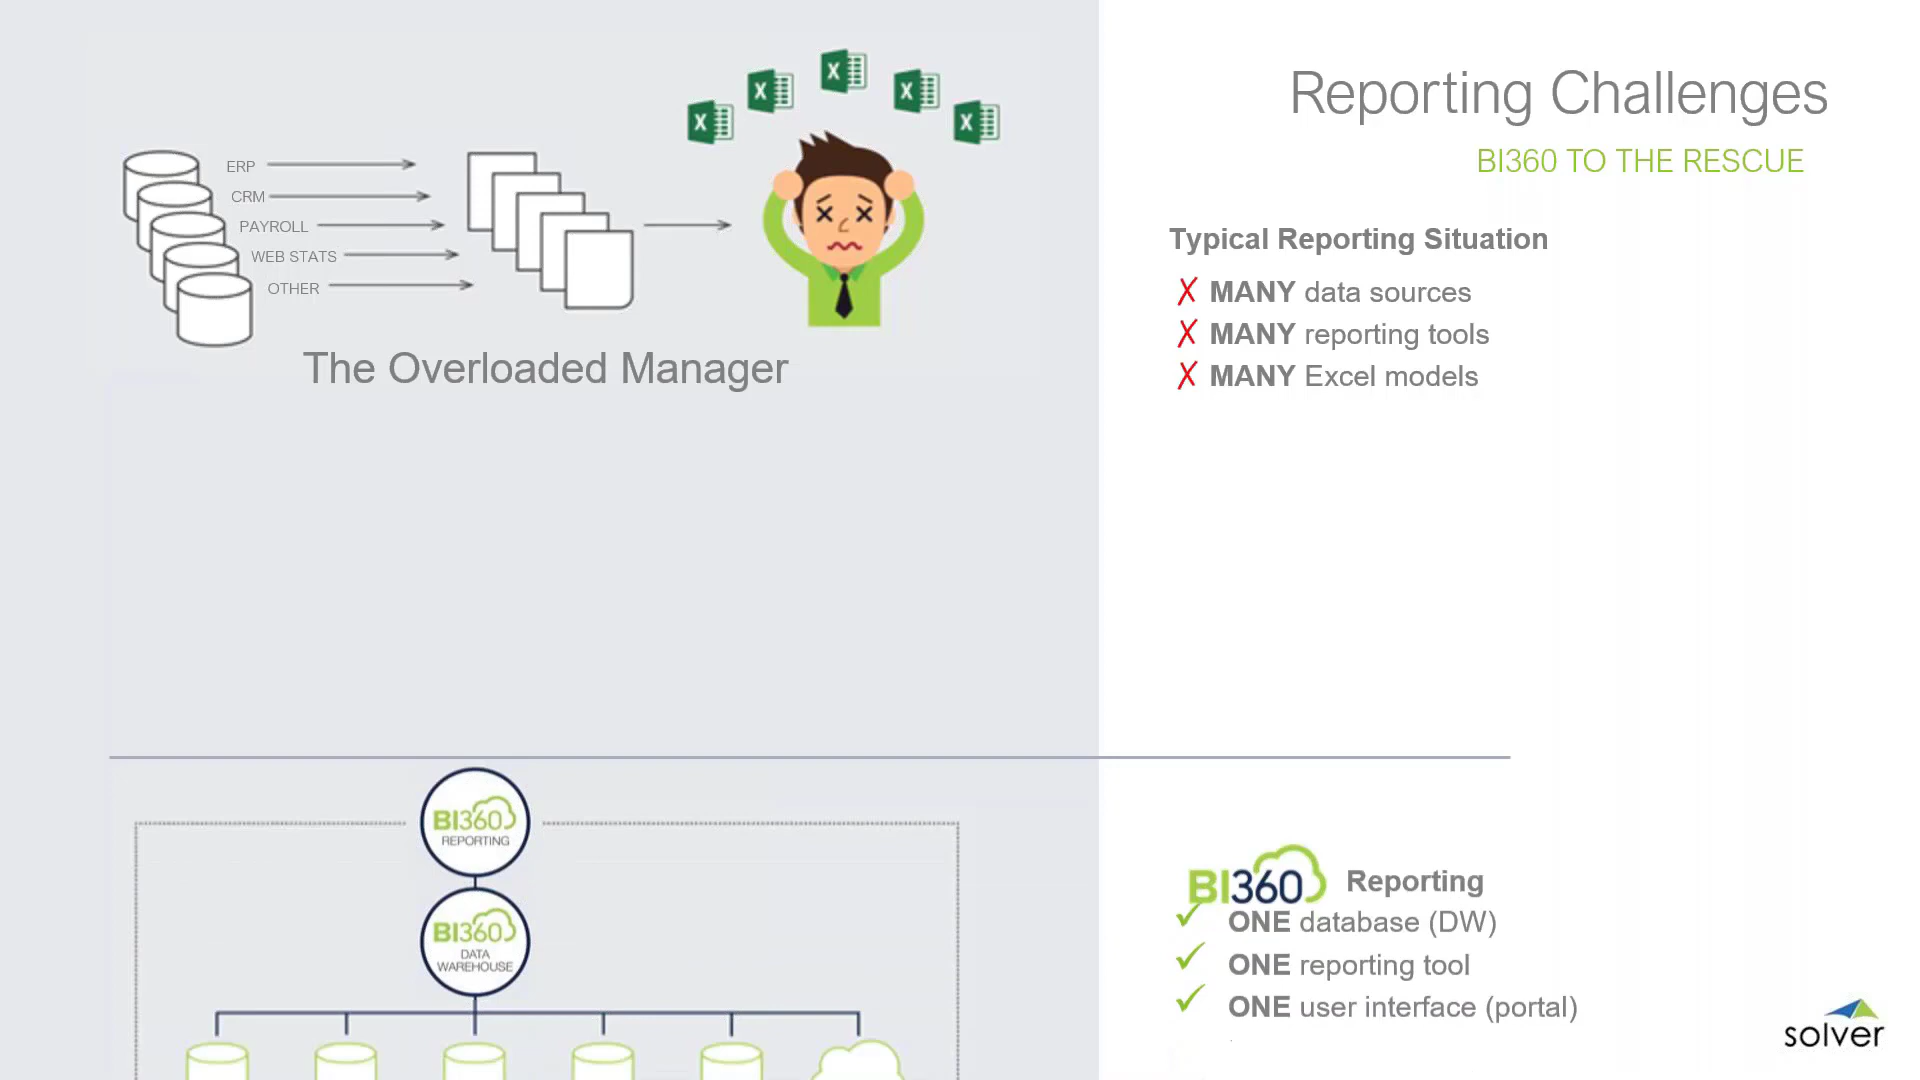 Reporting Challenges
BI360 TO THE RESCUE
ERP
CRM
PAYROLL
WEB STATS
OTHER
The Overloaded Manager
Typical Reporting Situation
✗ MANY data sources
✗ MANY reporting tools
✗ MANY Excel models
BI360
REPORTING
BI360
DATA
WAREHOUSE
BI360 Reporting
✓ ONE database (DW)
✓ ONE reporting tool
✓ ONE user interface (portal)
solver